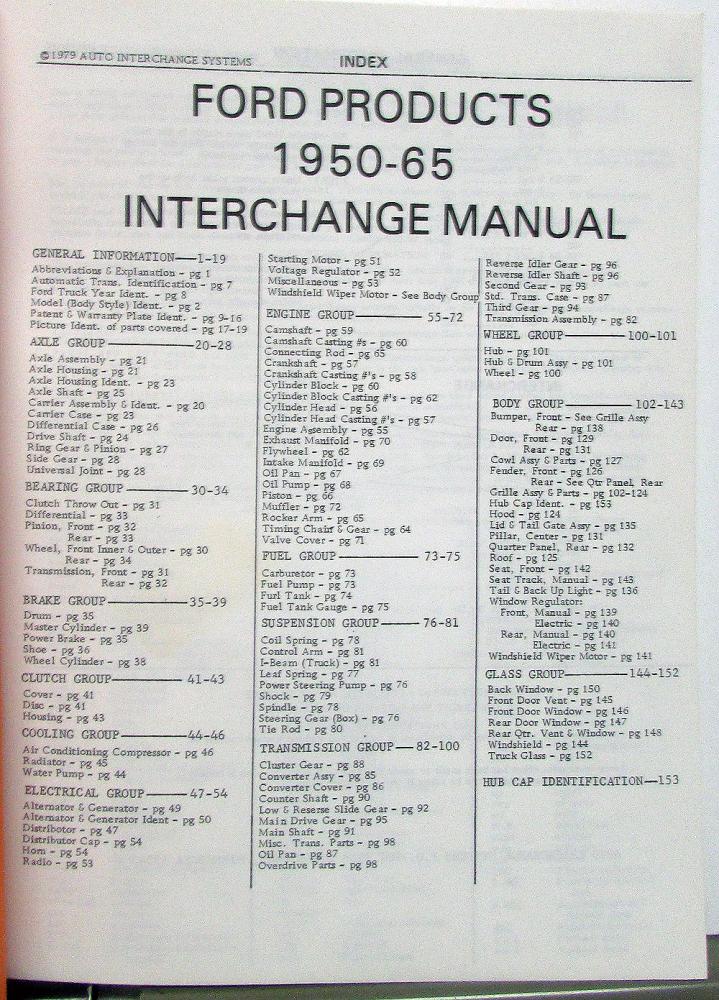 ©1979 AUTO INTERCHANGE SYSTEMS
INDEX
FORD PRODUCTS
1950-65
INTERCHANGE MANUAL
GENERAL INFORMATION—1-19
Abbreviations & Explanation - pg 1
Automatic Trans. Identification - pg 7
Ford Truck Year Ident. - pg 8
Model (Body Style) Ident. - pg 2
Patent & Warranty Plate Ident. - pg 9-16
Picture Ident. of parts covered - pg 17-19
AXLE GROUP—20-28
Axle Assembly - pg 21
Axle Housing - pg 21
Axle Housing Ident. - pg 23
Axle Shaft - pg 25
Carrier Assembly & Ident. - pg 20
Carrier Case - pg 23
Differential Case - pg 26
Drive Shaft - pg 24
Ring Gear & Pinion - pg 27
Side Gear - pg 28
Universal Joint - pg 28
BEARING GROUP—30-34
Clutch Throw Out - pg 31
Differential - pg 33
Pinion, Front - pg 32
Rear - pg 33
Wheel, Front Inner & Outer - pg 30
Rear - pg 34
Transmission, Front - pg 31
Rear - pg 32
BRAKE GROUP—35-39
Drum - pg 35
Master Cylinder - pg 39
Power Brake - pg 35
Shoe - pg 36
Wheel Cylinder - pg 38
CLUTCH GROUP—41-43
Cover - pg 41
Disc - pg 41
Housing - pg 43
COOLING GROUP—44-46
Air Conditioning Compressor - pg 46
Radiator - pg 45
Water Pump - pg 44
ELECTRICAL GROUP—47-54
Alternator & Generator - pg 49
Alternator & Generator Ident - pg 50
Distributor - pg 47
Distributor Cap - pg 54
Horn - pg 54
Radio - pg 53
Starting Motor - pg 51
Voltage Regulator - pg 52
Miscellaneous - pg 53
Windshield Wiper Motor - See Body Group
ENGINE GROUP—55-72
Camshaft - pg 59
Camshaft Casting #s - pg 60
Connecting Rod - pg 65
Crankshaft - pg 57
Crankshaft Casting #'s - pg 58
Cylinder Block - pg 60
Cylinder Block Casting #'s - pg 62
Cylinder Head - pg 56
Cylinder Head Casting #'s - pg 57
Engine Assembly - pg 55
Exhaust Manifold - pg 70
Flywheel - pg 62
Intake Manifold - pg 69
Oil Pan - pg 67
Oil Pump - pg 68
Piston - pg 66
Muffler - pg 72
Rocker Arm - pg 65
Timing Chain & Gear - pg 64
Valve Cover - pg 71
FUEL GROUP—73-75
Carburetor - pg 73
Fuel Pump - pg 73
Furl Tank - pg 74
Fuel Tank Gauge - pg 75
SUSPENSION GROUP—76-81
Coil Spring - pg 78
Control Arm - pg 81
I-Beam (Truck) - pg 81
Leaf Spring - pg 77
Power Steering Pump - pg 76
Shock - pg 79
Spindle - pg 78
Steering Gear (Box) - pg 76
Tie Rod - pg 80
TRANSMISSION GROUP—82-100
Cluster Gear - pg 88
Converter Assy - pg 85
Converter Cover - pg 86
Counter Shaft - pg 90
Low & Reserse Slide Gear - pg 92
Main Drive Gear - pg 95
Main Shaft - pg 91
Misc. Trans. Parts - pg 98
Oil Pan - pg 87
Overdrive Parts - pg 98
Reverse Idler Gear - pg 96
Reverse Idler Shaft - pg 96
Second Gear - pg 93
Std. Trans. Case - pg 87
Third Gear - pg 94
Transmission Assembly - pg 82
WHEEL GROUP—100-101
Hub - pg 101
Hub & Drum Assy - pg 101
Wheel - pg 100
BODY GROUP—102-143
Bumper, Front - See Grille Assy
Rear - pg 138
Door, Front - pg 129
Rear - pg 131
Cowl Assy & Parts - pg 127
Fender, Front - pg 126
Rear - See Qtr Panel, Rear
Grille Assy & Parts - pg 102-124
Hub Cap Ident. - pg 153
Hood - pg 124
Lid & Tail Gate Assy - pg 135
Pillar, Center - pg 131
Quarter Panel, Rear - pg 132
Roof - pg 125
Seat, Front - pg 142
Seat Track, Manual - pg 143
Tail & Back Up Light - pg 136
Window Regulator:
Front, Manual - pg 139
Electric - pg 140
Rear, Manual - pg 140
Electric - pg 141
Windshield Wiper Motor - pg 141
GLASS GROUP—144-152
Back Window - pg 150
Front Door Vent - pg 145
Front Door Window - pg 146
Rear Door Window - pg 147
Rear Qtr. Vent & Window - pg 148
Windshield - pg 144
Truck Glass - pg 152
HUB CAP IDENTIFICATION—153